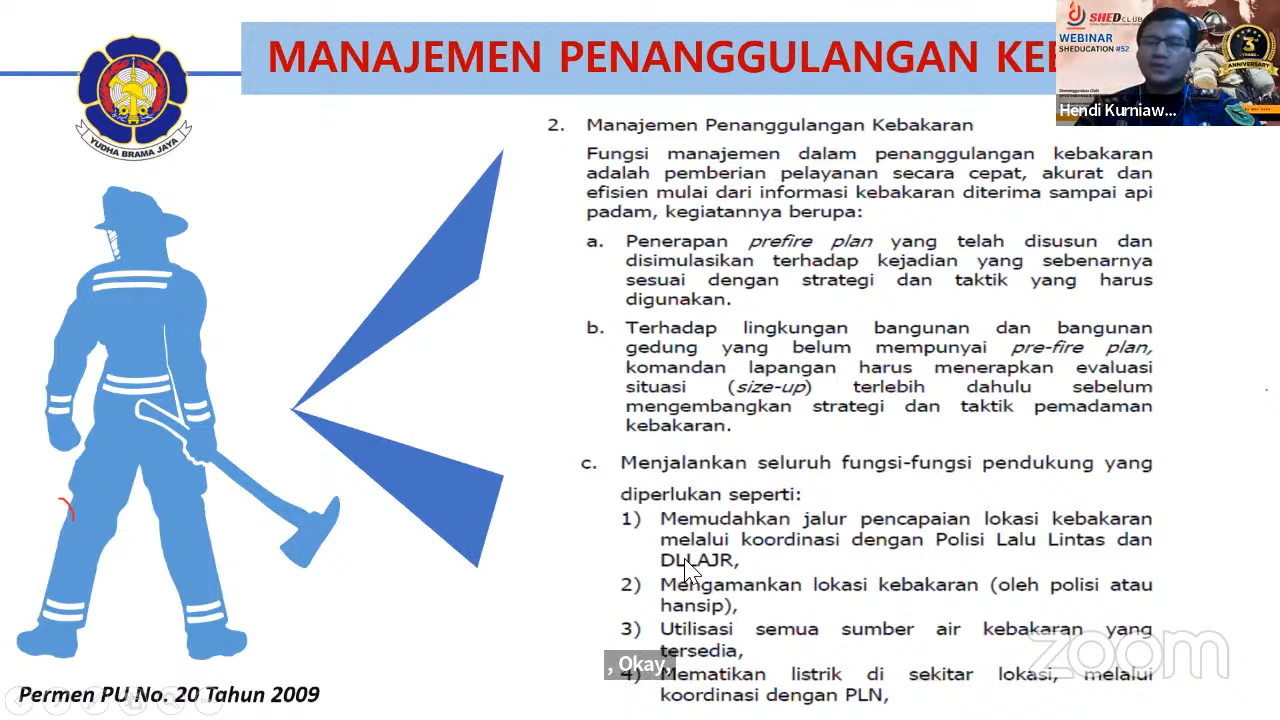 MANAJEMEN PENANGGULANGAN KE
SHEDCLUB
WEBINAR
SHEDUCATION #52
3
YEARS
ANNIVERSARY
Hendi Kurniaw...
YUDHA BRAMA JAYA
2. Manajemen Penanggulangan Kebakaran
Fungsi manajemen dalam penanggulangan kebakaran
adalah pemberian pelayanan secara cepat, akurat dan
efisien mulai dari informasi kebakaran diterima sampai api
padam, kegiatannya berupa:
a. Penerapan prefire plan yang telah disusun dan
disimulasikan terhadap kejadian yang sebenarnya
sesuai dengan strategi dan taktik yang harus
digunakan.
b. Terhadap lingkungan bangunan dan bangunan
gedung yang belum mempunyai pre-fire plan,
komandan lapangan harus menerapkan evaluasi
situasi (size-up) terlebih dahulu sebelum
mengembangkan strategi dan taktik pemadaman
kebakaran.
c. Menjalankan seluruh fungsi-fungsi pendukung yang
diperlukan seperti:
1) Memudahkan jalur pencapaian lokasi kebakaran
melalui koordinasi dengan Polisi Lalu Lintas dan
DLLAJR,
2) Mengamankan lokasi kebakaran (oleh polisi atau
hansip),
3) Utilisasi semua sumber air kebakaran yang
tersedia,
, Okay,
4) Mematikan listrik di sekitar lokasi, melalui
koordinasi dengan PLN,
zoom
Permen PU No. 20 Tahun 2009